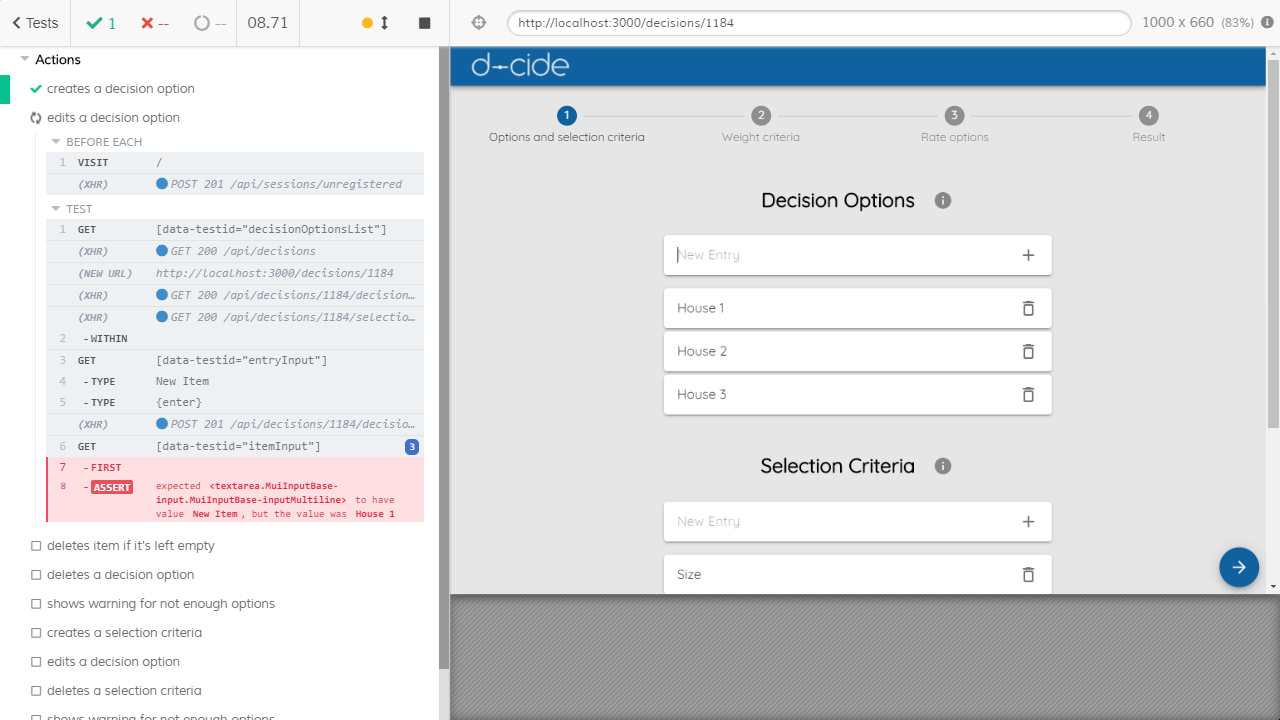 Tests
1
--
--
08.71
http://localhost:3000/decisions/1184
1000 x 660 (83%)
Actions
creates a decision option
edits a decision option
BEFORE EACH
1 VISIT /
(XHR) POST 201 /api/sessions/unregistered
TEST
1 GET [data-testid="decisionOptionsList"]
(XHR) GET 200 /api/decisions
(NEW URL) http://localhost:3000/decisions/1184
(XHR) GET 200 /api/decisions/1184/decision...
(XHR) GET 200 /api/decisions/1184/selectio...
2 -WITHIN
3 GET [data-testid="entryInput"]
4 -TYPE New Item
5 -TYPE {enter}
(XHR) POST 201 /api/decisions/1184/decisio...
6 GET [data-testid="itemInput"] 3
7 -FIRST
8 -ASSERT expected <textarea.MuiInputBase-
input.MuiInputBase-inputMultiline> to have
value New Item, but the value was House 1
deletes item if it's left empty
deletes a decision option
shows warning for not enough options
creates a selection criteria
edits a decision option
deletes a selection criteria
shows warning for not enough options
d-cide
1 2 3 4
Options and selection criteria Weight criteria Rate options Result
Decision Options
New Entry
House 1
House 2
House 3
Selection Criteria
New Entry
Size